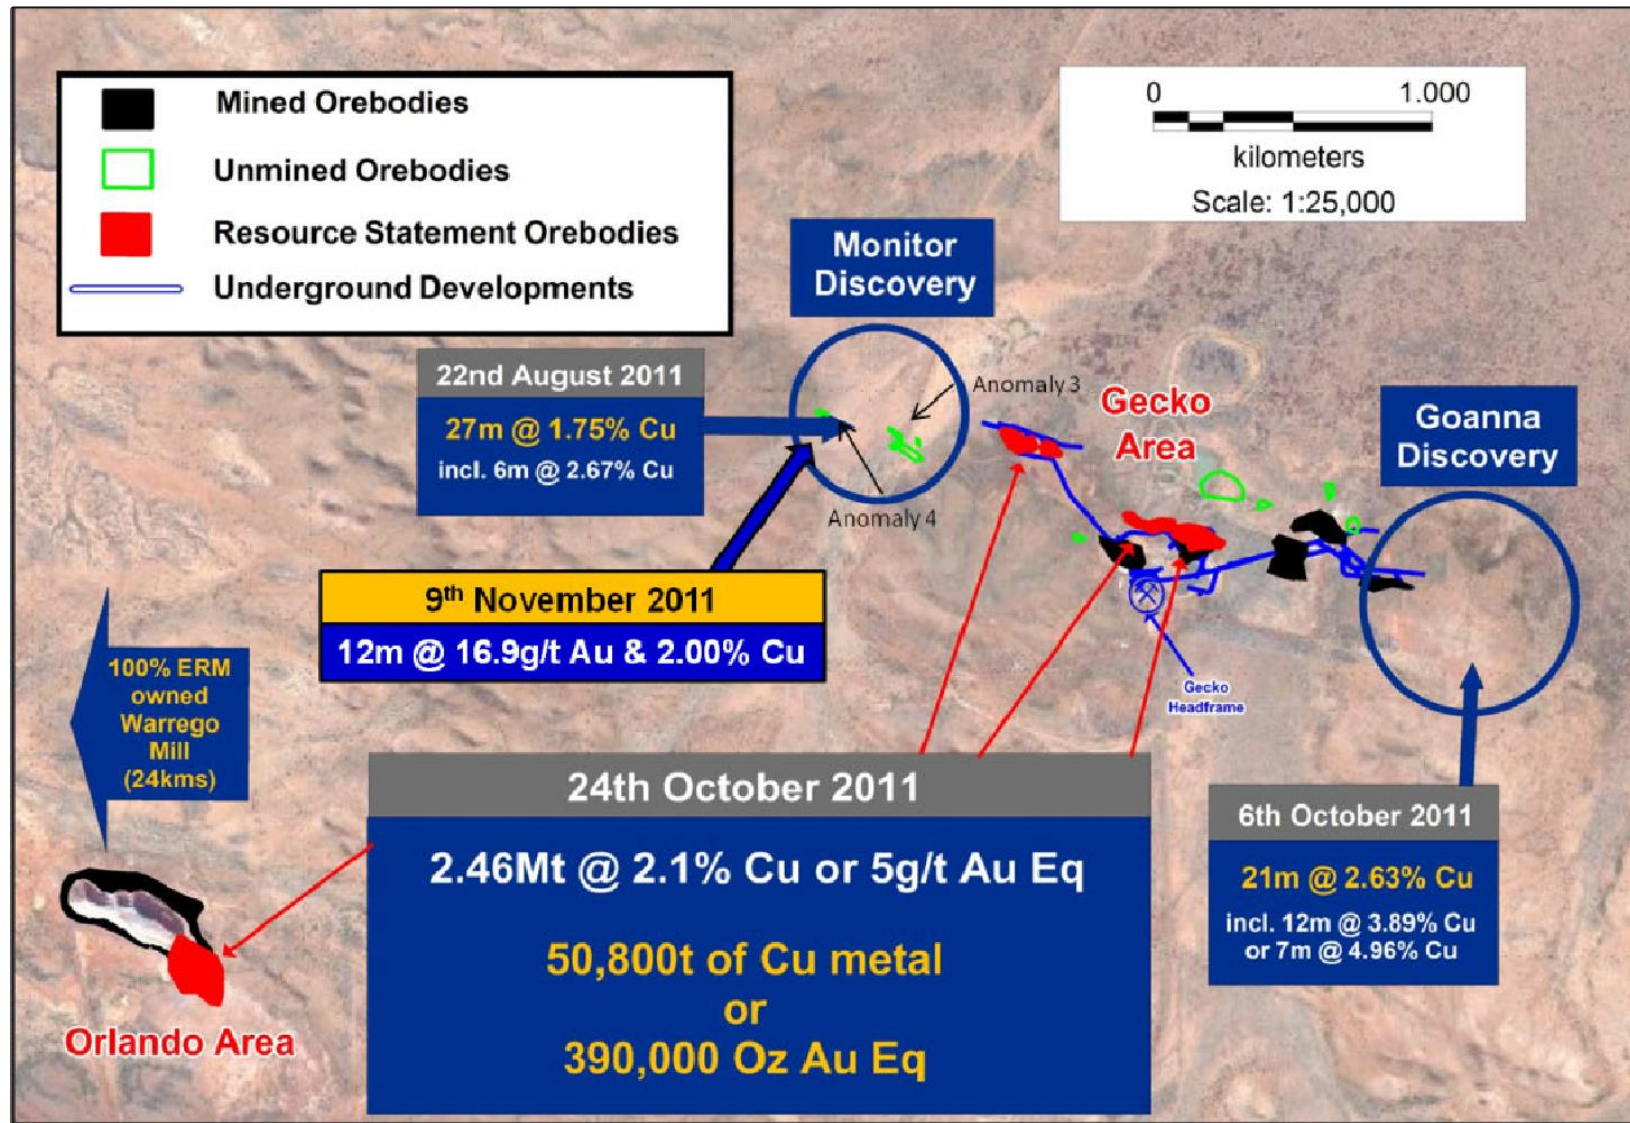 Mined Orebodies
Unmined Orebodies
Resource Statement Orebodies
Underground Developments
0 1.000
kilometers
Scale: 1:25,000
Monitor
Discovery
22nd August 2011
27m @ 1.75% Cu
incl. 6m @ 2.67% Cu
Anomaly 3
Anomaly 4
Gecko
Area
Goanna
Discovery
9th November 2011
12m @ 16.9g/t Au & 2.00% Cu
Gecko
Headframe
100% ERM
owned
Warrego
Mill
(24kms)
24th October 2011
2.46Mt @ 2.1% Cu or 5g/t Au Eq
50,800t of Cu metal
or
390,000 Oz Au Eq
6th October 2011
21m @ 2.63% Cu
incl. 12m @ 3.89% Cu
or 7m @ 4.96% Cu
Orlando Area